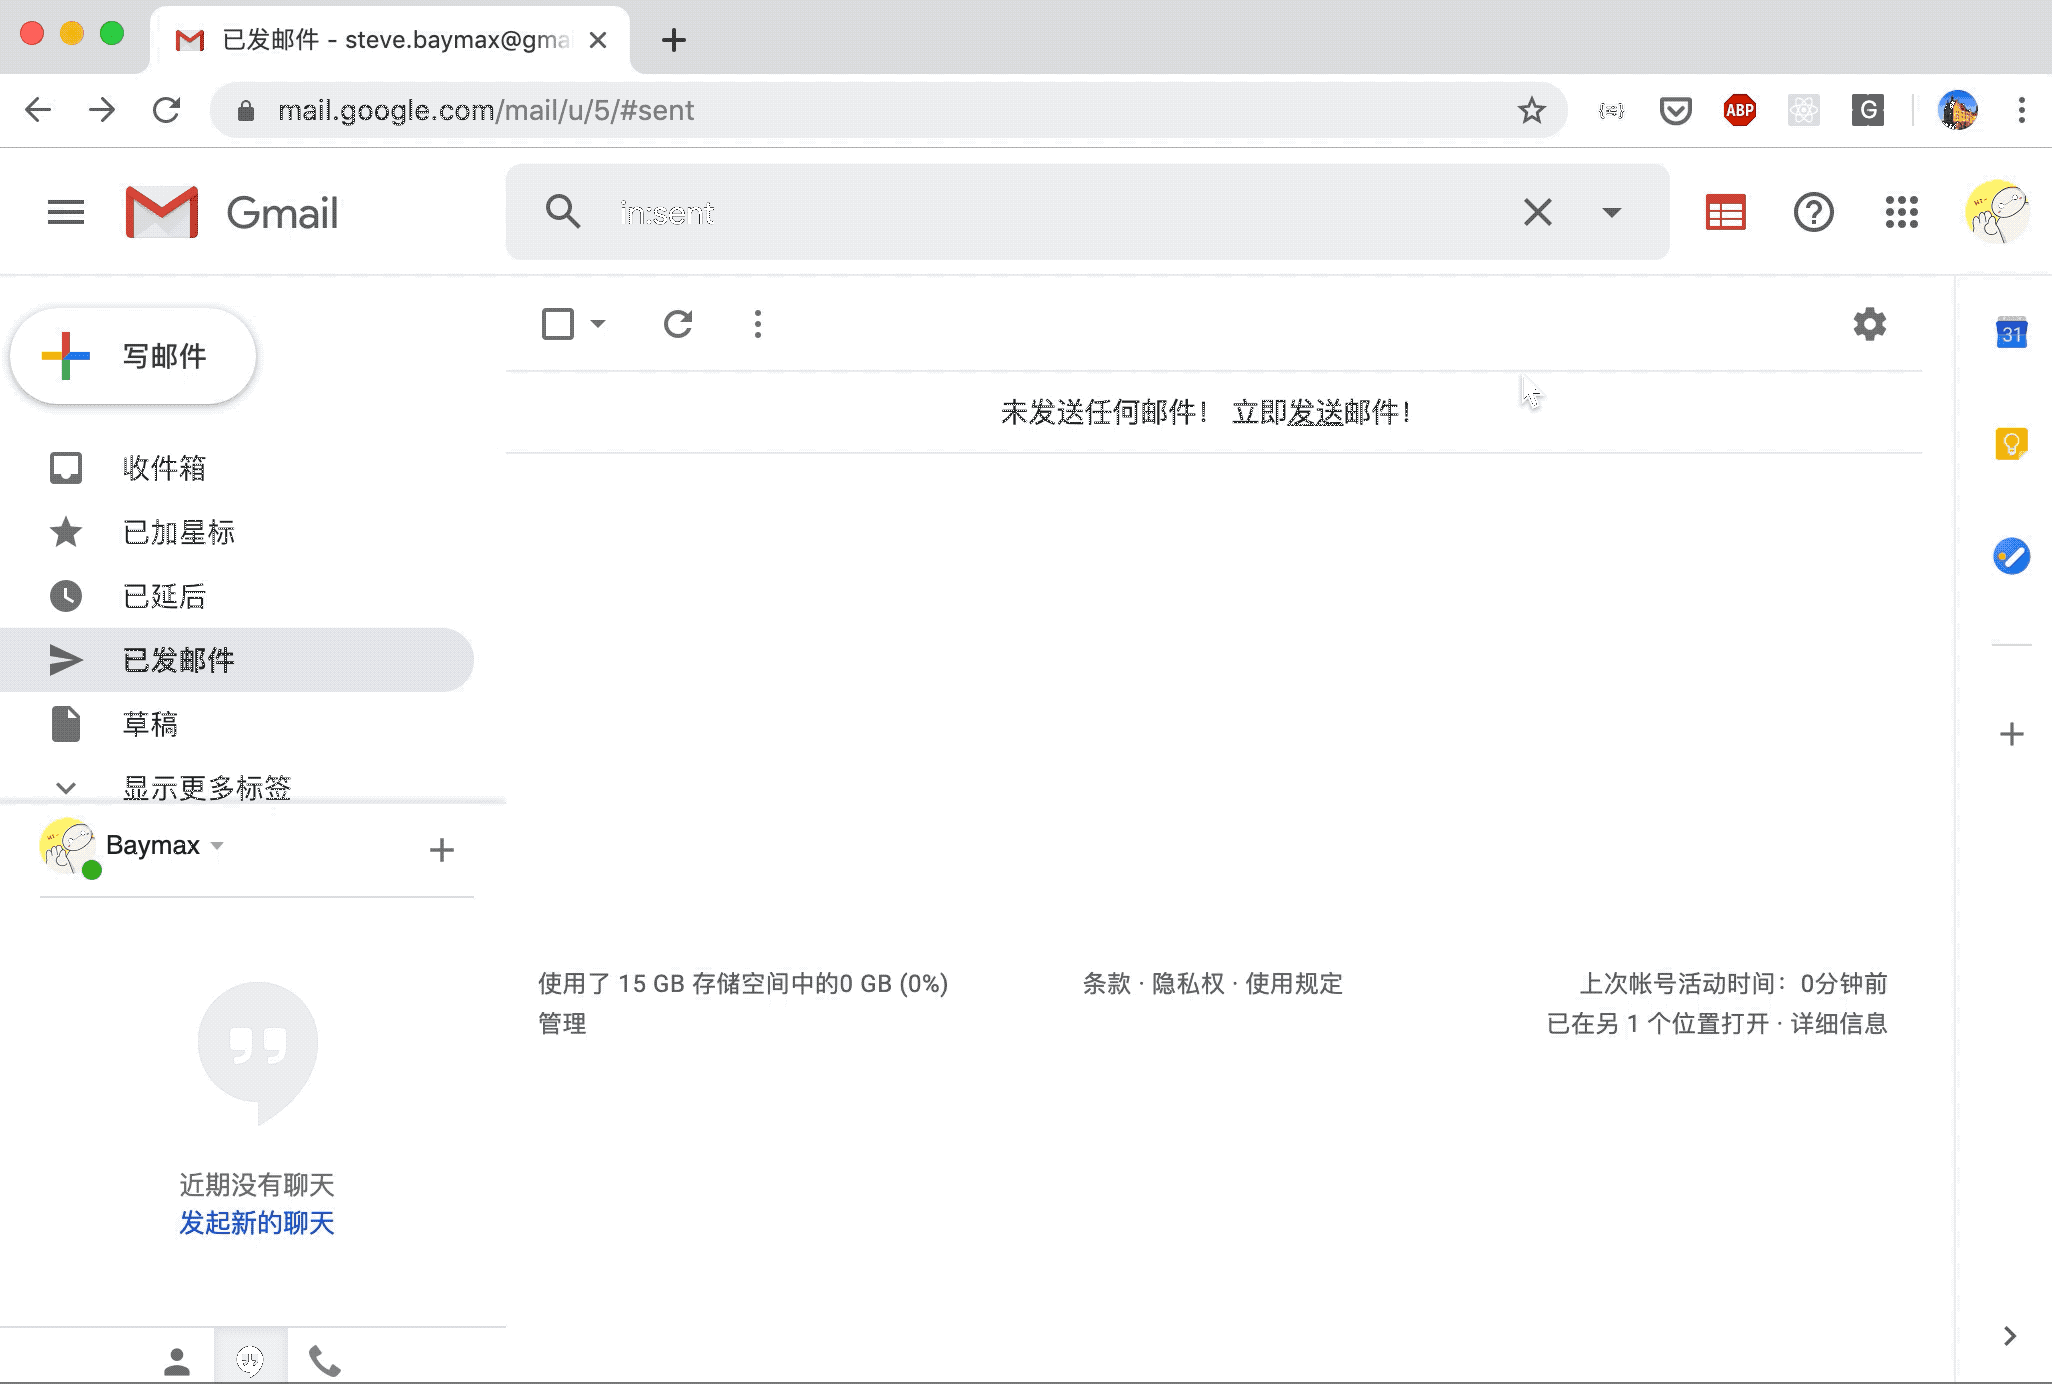 已发邮件 - steve.baymax@gma
mail.google.com/mail/u/5/#sent
ABP
G
Gmail
in:sent
写邮件
31
未发送任何邮件！ 立即发送邮件！
收件箱
已加星标
已延后
已发邮件
草稿
显示更多标签
Baymax
使用了 15 GB 存储空间中的0 GB (0%)
管理
条款 · 隐私权 · 使用规定
上次帐号活动时间：0分钟前
已在另 1 个位置打开 · 详细信息
近期没有聊天
发起新的聊天